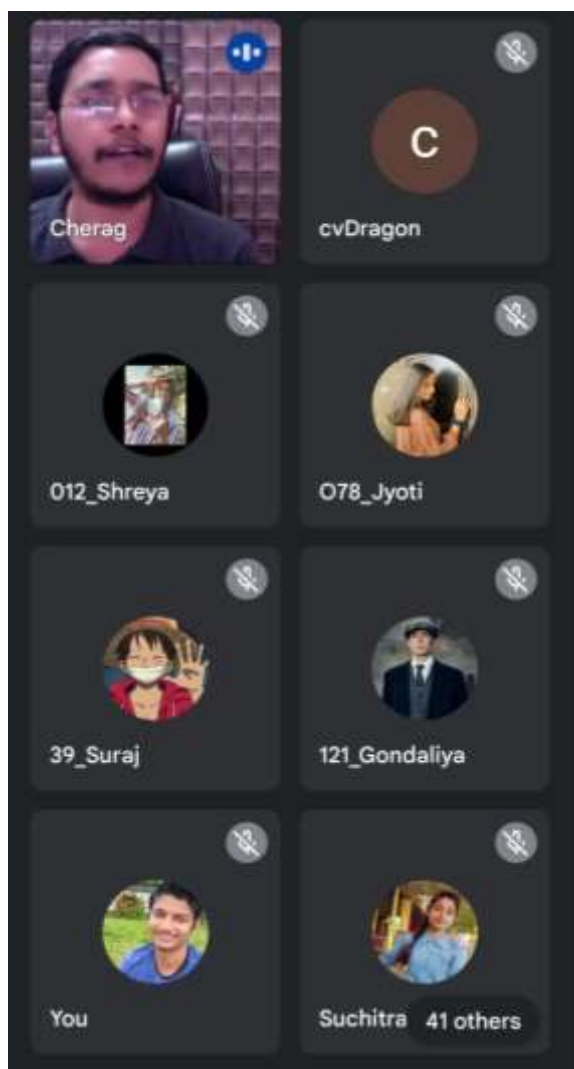 Cherag
C
cvDragon
012_Shreya
O78_Jyoti
39_Suraj
121_Gondaliya
You
Suchitra
41 others